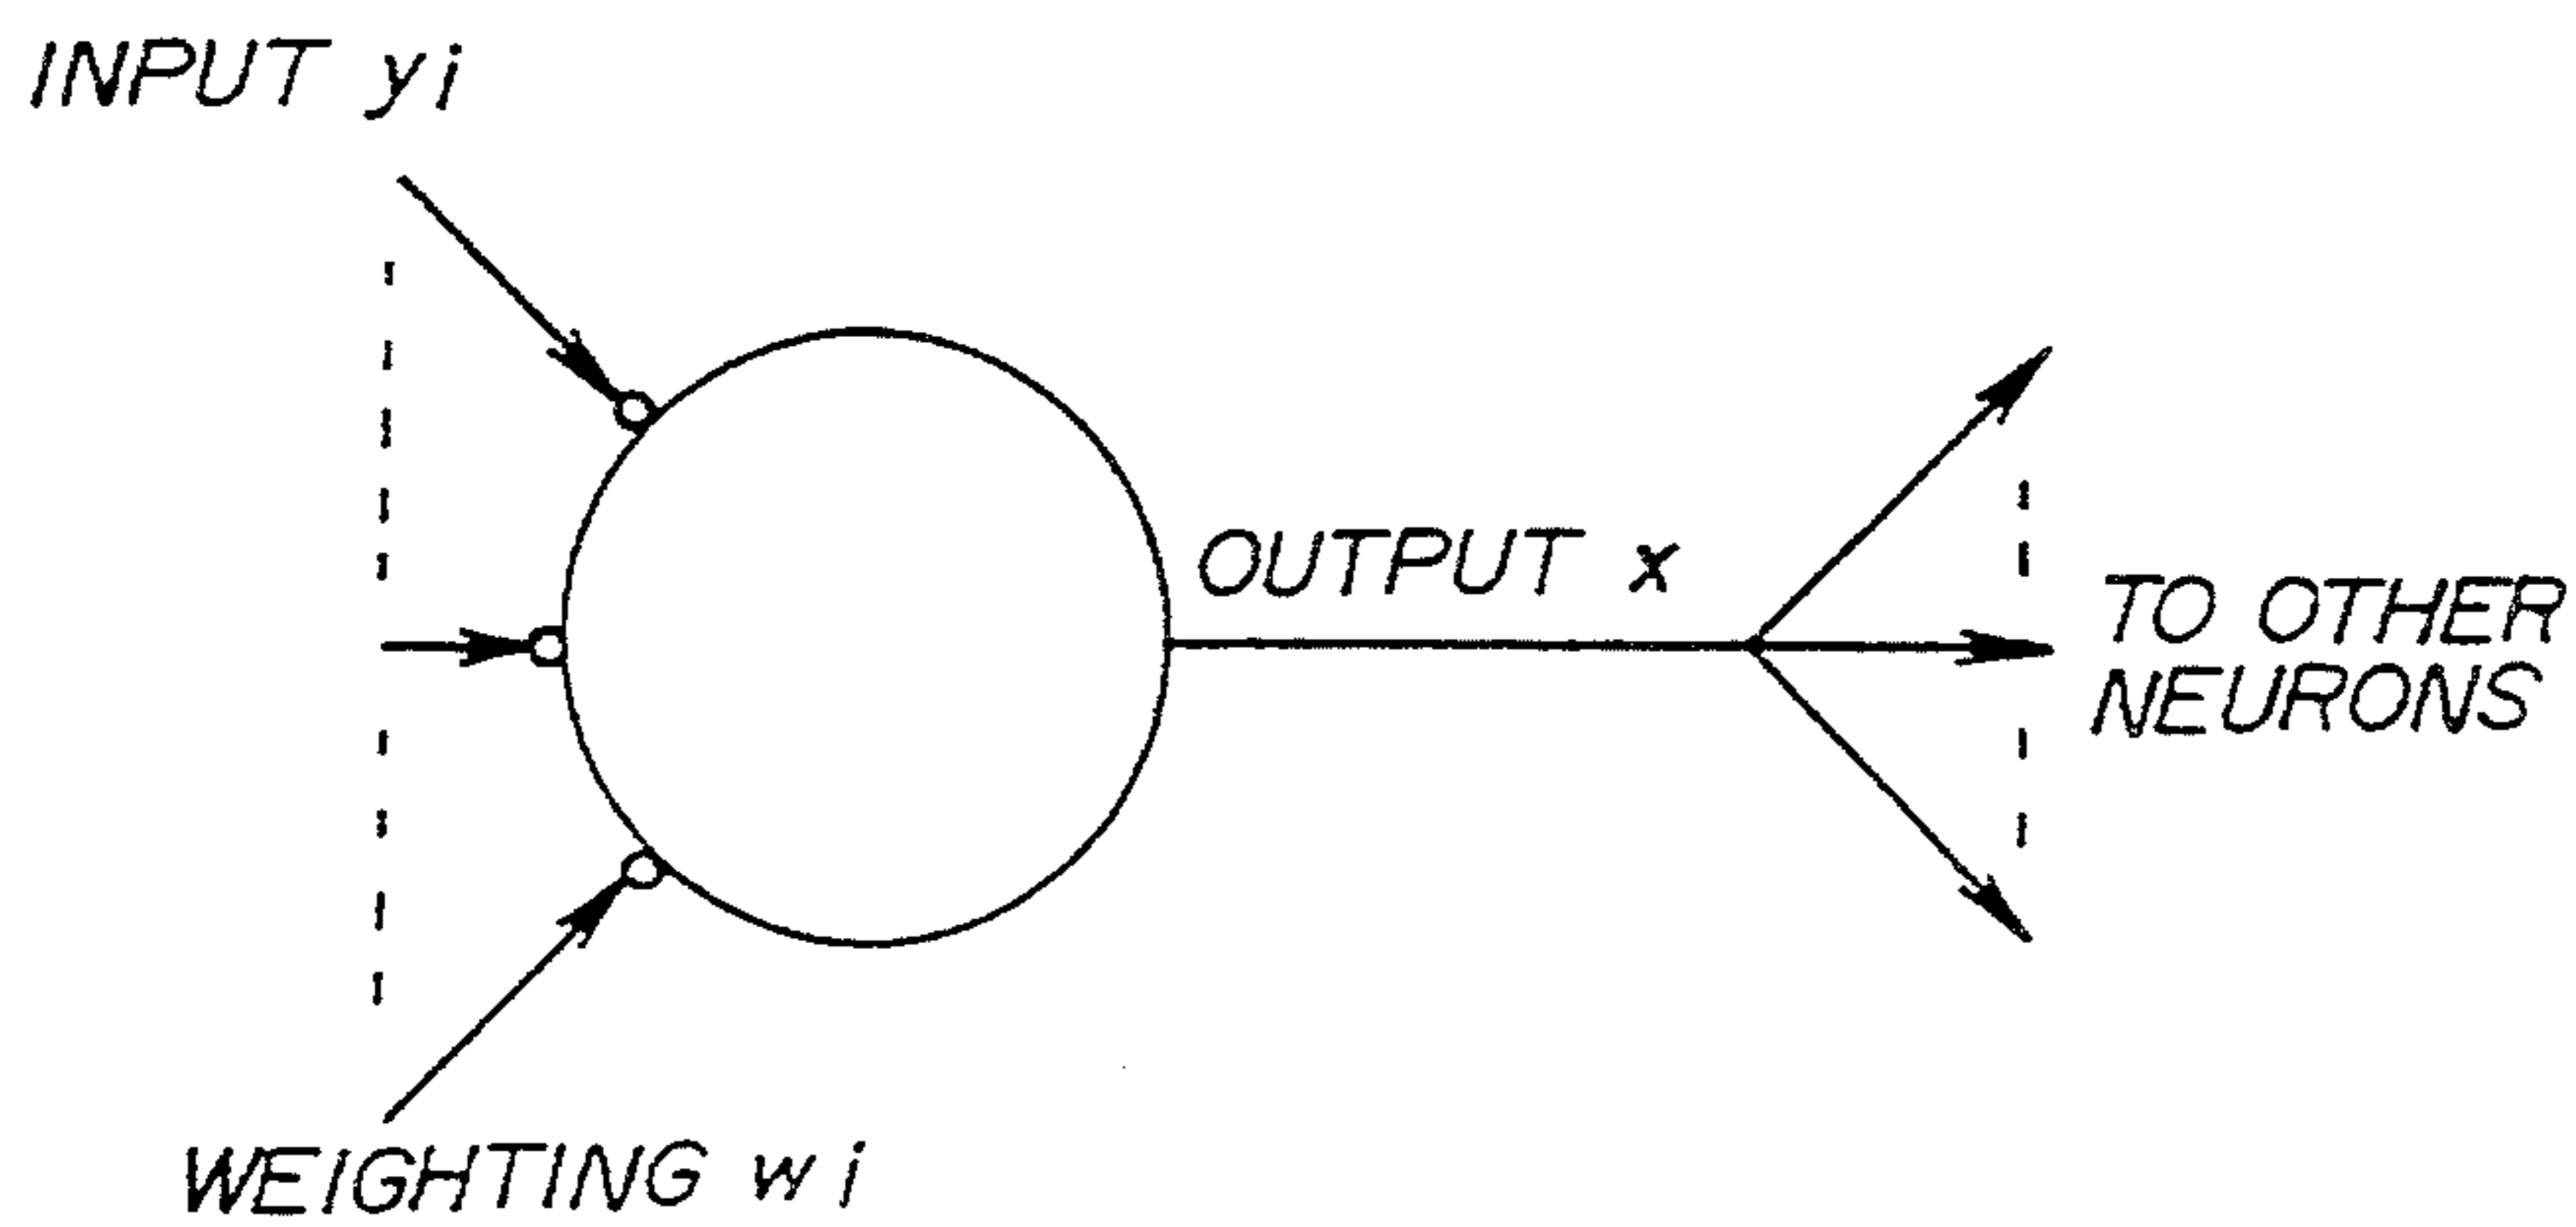 INPUT yi
OUTPUT x
TO OTHER
NEURONS
WEIGHTING wi